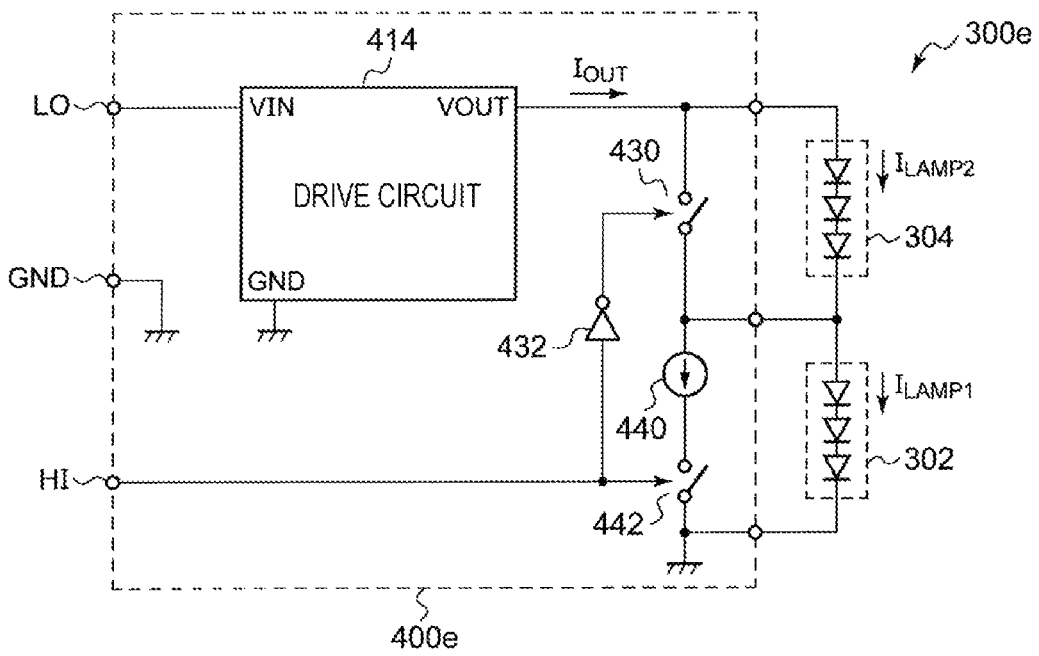 300e
414
LO
VIN
VOUT
IOUT
DRIVE CIRCUIT
430
ILAMP2
304
GND
GND
432
440
ILAMP1
302
HI
442
400e